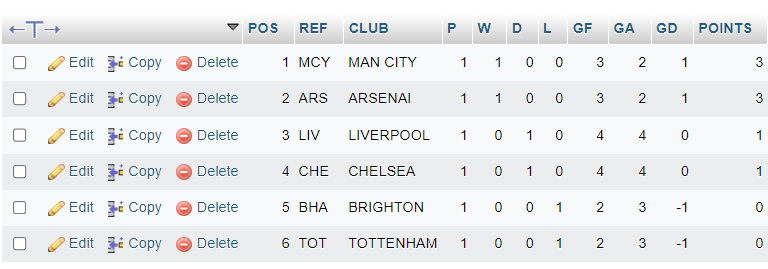 POS REF CLUB P W D L GF GA GD POINTS
Edit Copy Delete 1 MCY MAN CITY 1 1 0 0 3 2 1 3
Edit Copy Delete 2 ARS ARSENAI 1 1 0 0 3 2 1 3
Edit Copy Delete 3 LIV LIVERPOOL 1 0 1 0 4 4 0 1
Edit Copy Delete 4 CHE CHELSEA 1 0 1 0 4 4 0 1
Edit Copy Delete 5 BHA BRIGHTON 1 0 0 1 2 3 -1 0
Edit Copy Delete 6 TOT TOTTENHAM 1 0 0 1 2 3 -1 0